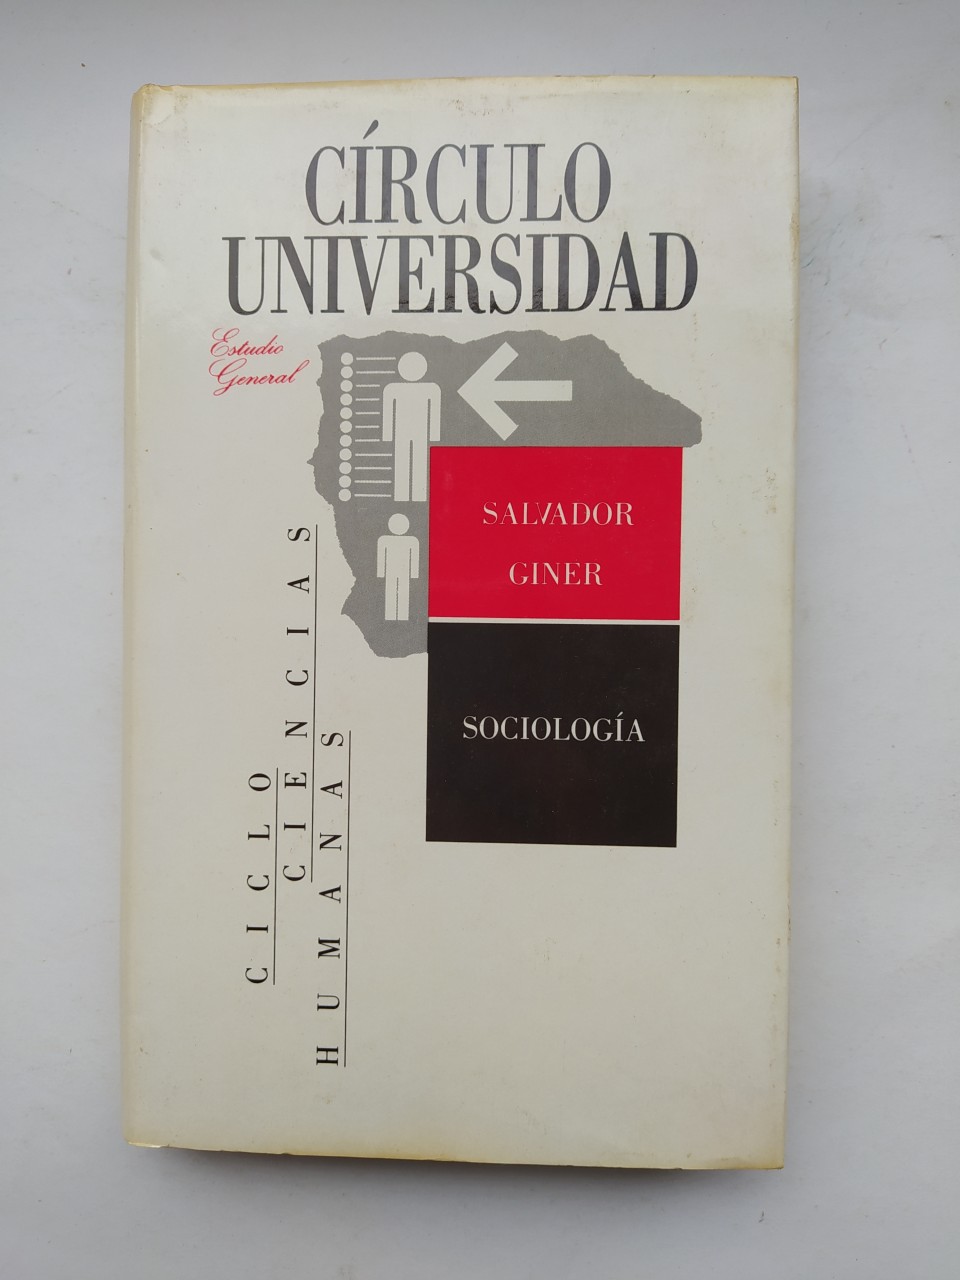 CÍRCULO
UNIVERSIDAD
Estudio
General
SALVADOR
GINER
SOCIOLOGÍA
CICLO
CIENCIAS
HUMANAS